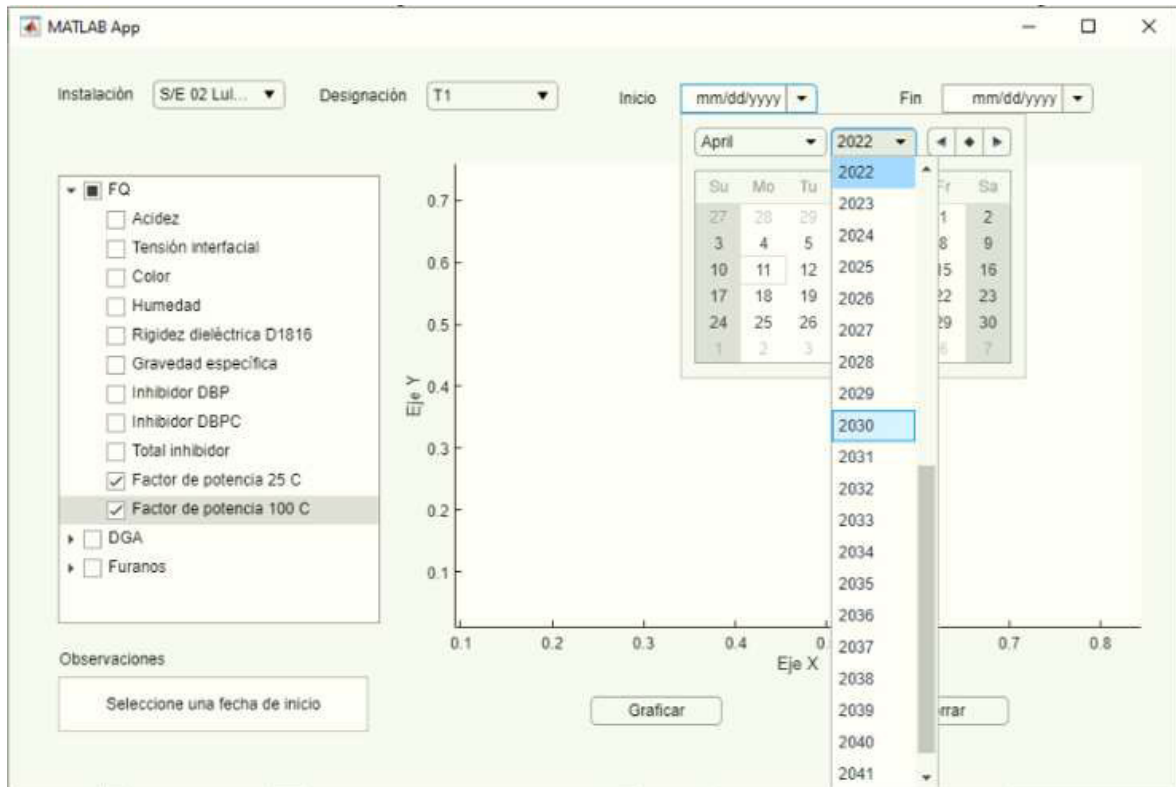 MATLAB App
Instalación S/E 02 Lul... Designación T1 Inicio mm/dd/yyyy Fin mm/dd/yyyy
April 2022
Su Mo Tu Fr Sa
27 28 29 1 2
3 4 5 8 9
10 11 12 15 16
17 18 19 22 23
24 25 26 29 30
1 2 3 6 7
2022
2023
2024
2025
2026
2027
2028
2029
2030
2031
2032
2033
2034
2035
2036
2037
2038
2039
2040
2041
FQ
Acidez
Tensión interfacial
Color
Humedad
Rigidez dieléctrica D1816
Gravedad específica
Inhibidor DBP
Inhibidor DBPC
Total inhibidor
Factor de potencia 25 C
Factor de potencia 100 C
DGA
Furanos
0.7
0.6
0.5
0.4
0.3
0.2
0.1
Eje Y
0.1 0.2 0.3 0.4 0.7 0.8
Eje X
Observaciones
Seleccione una fecha de inicio
Graficar